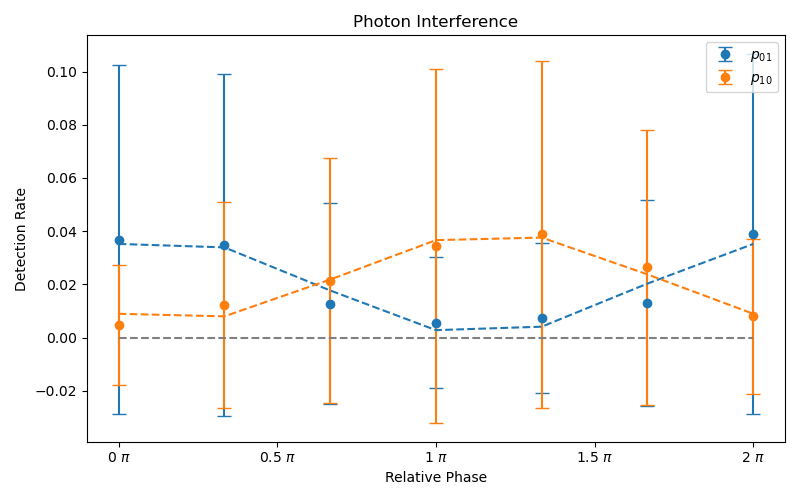 Photon Interference
p01
p10
Detection Rate
0.10
0.08
0.06
0.04
0.02
0.00
−0.02
0 π
0.5 π
1 π
1.5 π
2 π
Relative Phase